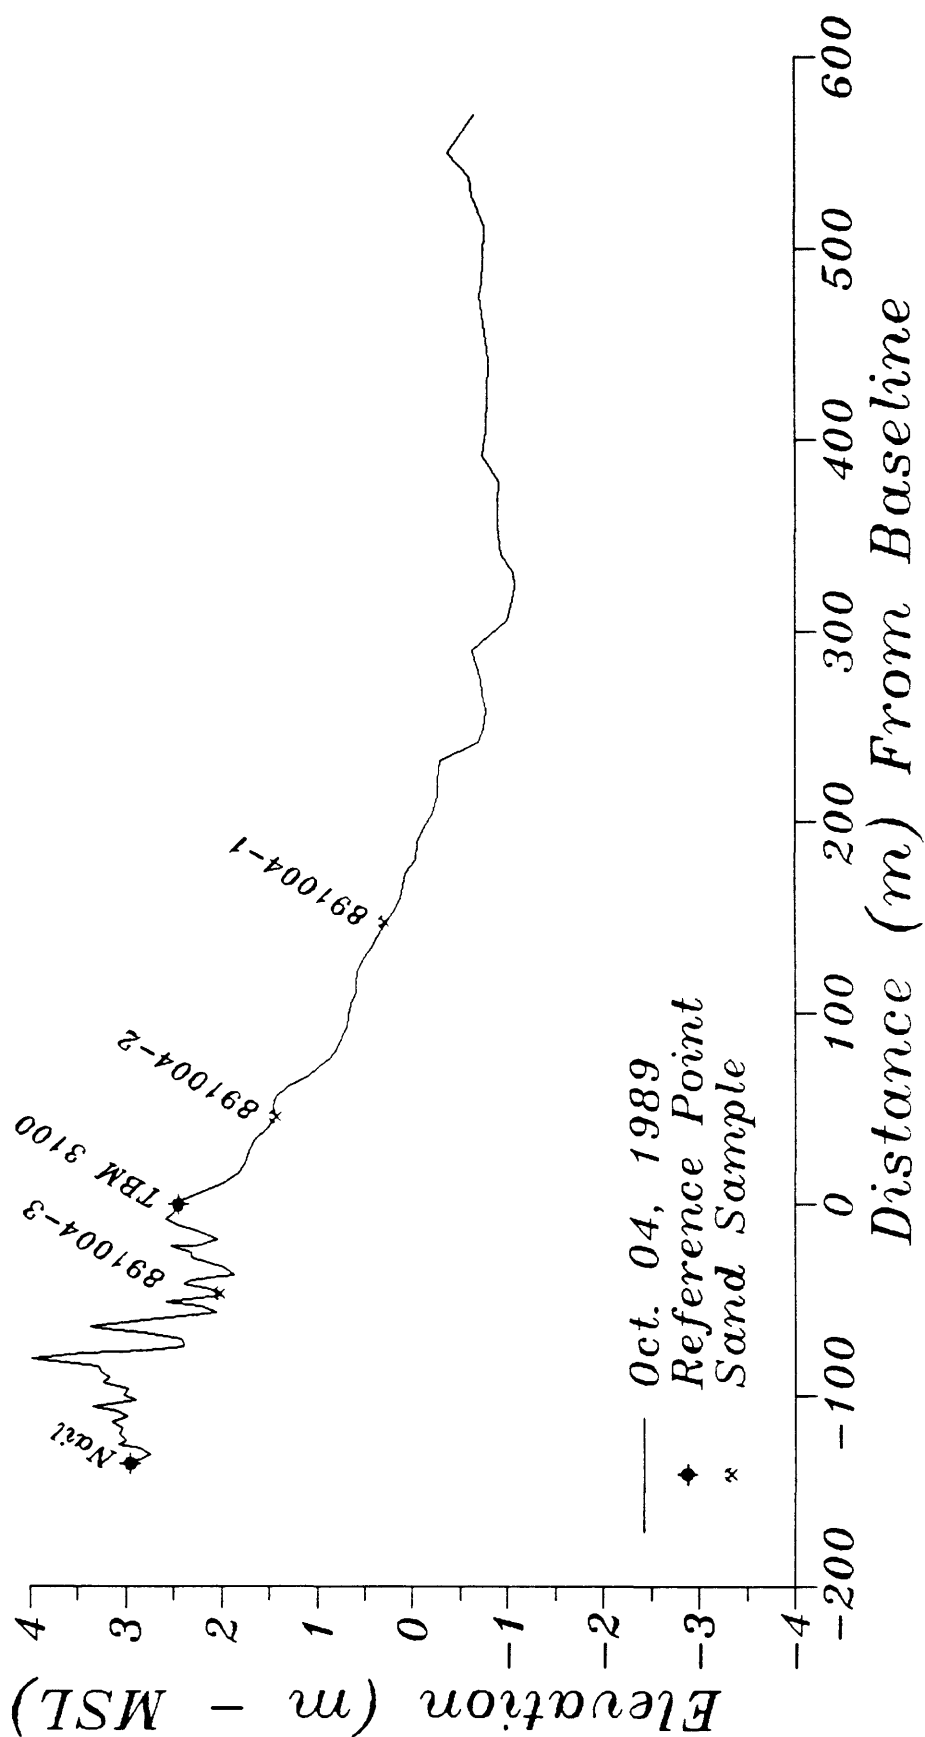 Elevation (m - MSL)
4
3
2
1
0
-1
-2
-3
-4
Nail
891004-3
TBM 3100
891004-2
891004-1
Oct. 04, 1989
Reference Point
Sand Sample
-200 -100 0 100 200 300 400 500 600
Distance (m) From Baseline